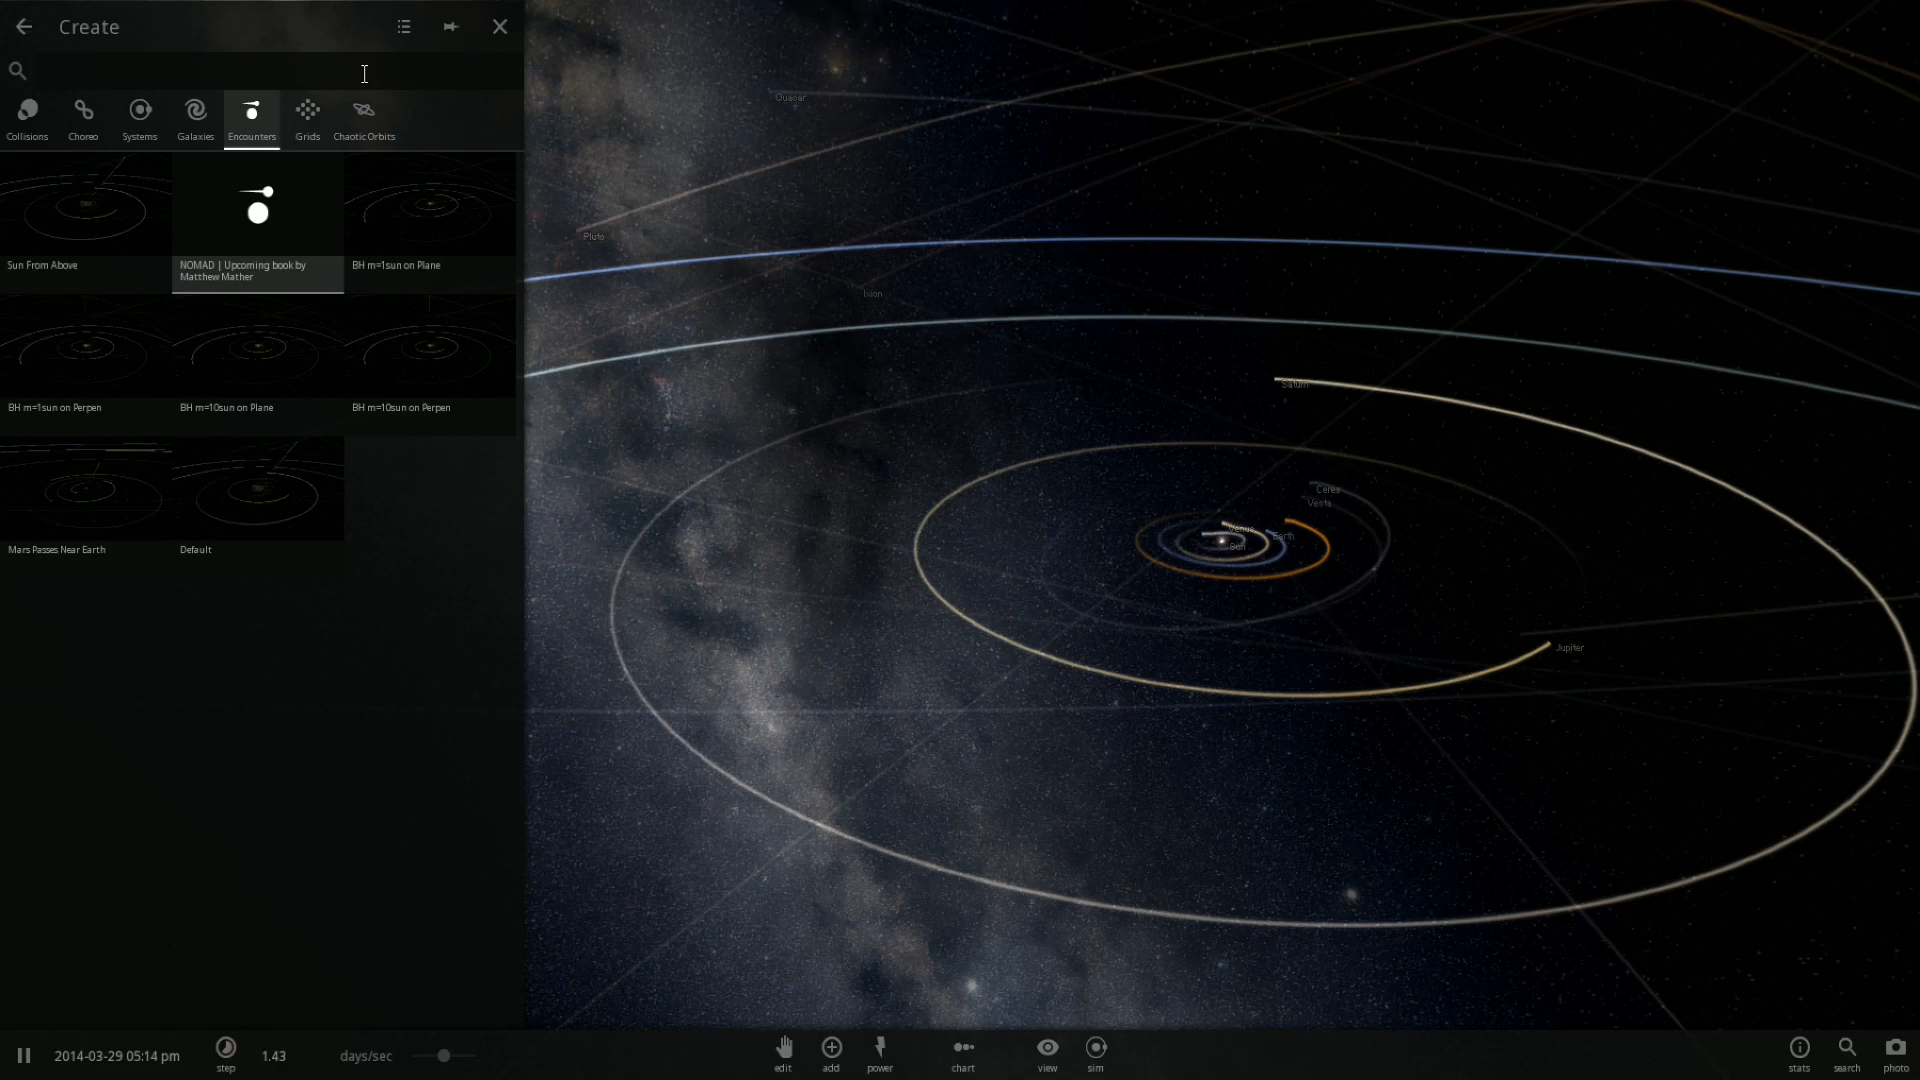 Create
Collisions
Choreo
Systems
Galaxies
Encounters
Grids
Chaotic Orbits
Sun From Above
NOMAD | Upcoming book by
Matthew Mather
BH m=1sun on Plane
BH m=1sun on Perpen
BH m=10sun on Plane
BH m=10sun on Perpen
Mars Passes Near Earth
Default
Quaoar
Pluto
Saturn
Ceres
Vesta
Venus
Earth
Sun
Jupiter
2014-03-29 05:14 pm
step
1.43
days/sec
edit
add
power
chart
view
sim
stats
search
photo